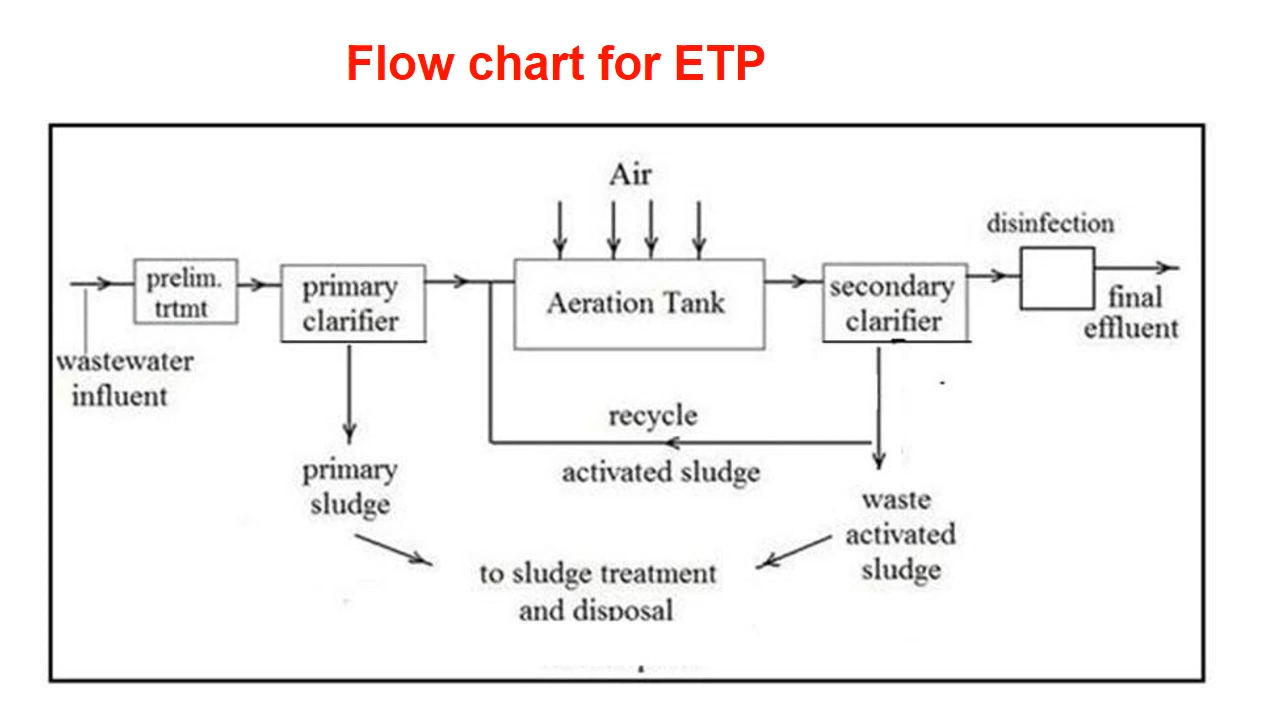 Flow chart for ETP
Air
disinfection
prelim.
trtmt
primary
clarifier
Aeration Tank
secondary
clarifier
final
effluent
wastewater
influent
recycle
activated sludge
primary
sludge
waste
activated
sludge
to sludge treatment
and disposal